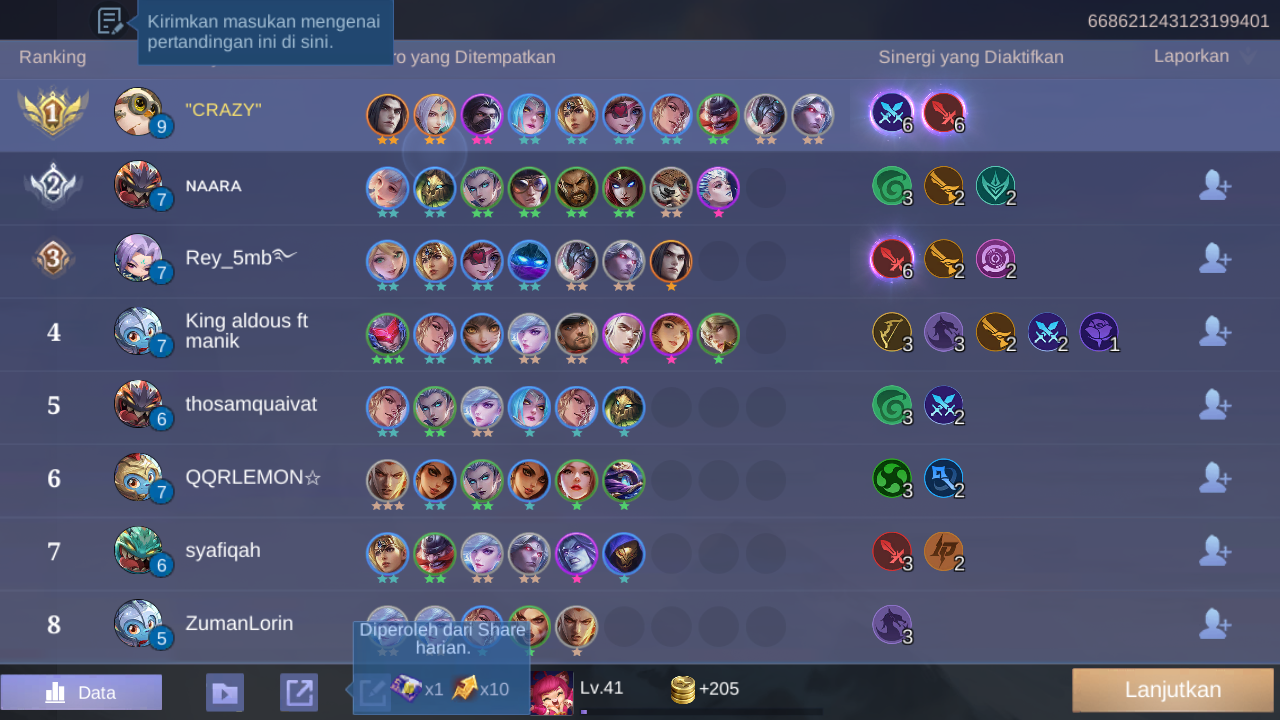 Kirimkan masukan mengenai
pertandingan ini di sini.
668621243123199401
Ranking
ro yang Ditempatkan
Sinergi yang Diaktifkan
Laporkan
1
9
"CRAZY"
6
6
2
7
NAARA
3
2
2
3
7
Rey_5mb
6
2
2
4
7
King aldous ft
manik
3
3
2
2
1
5
6
thosamquaivat
3
2
6
7
QQRLEMON☆
3
2
7
6
syafiqah
3
2
8
5
ZumanLorin
3
Diperoleh dari Share
harian.
x1
x10
Data
Lv.41
+205
Lanjutkan